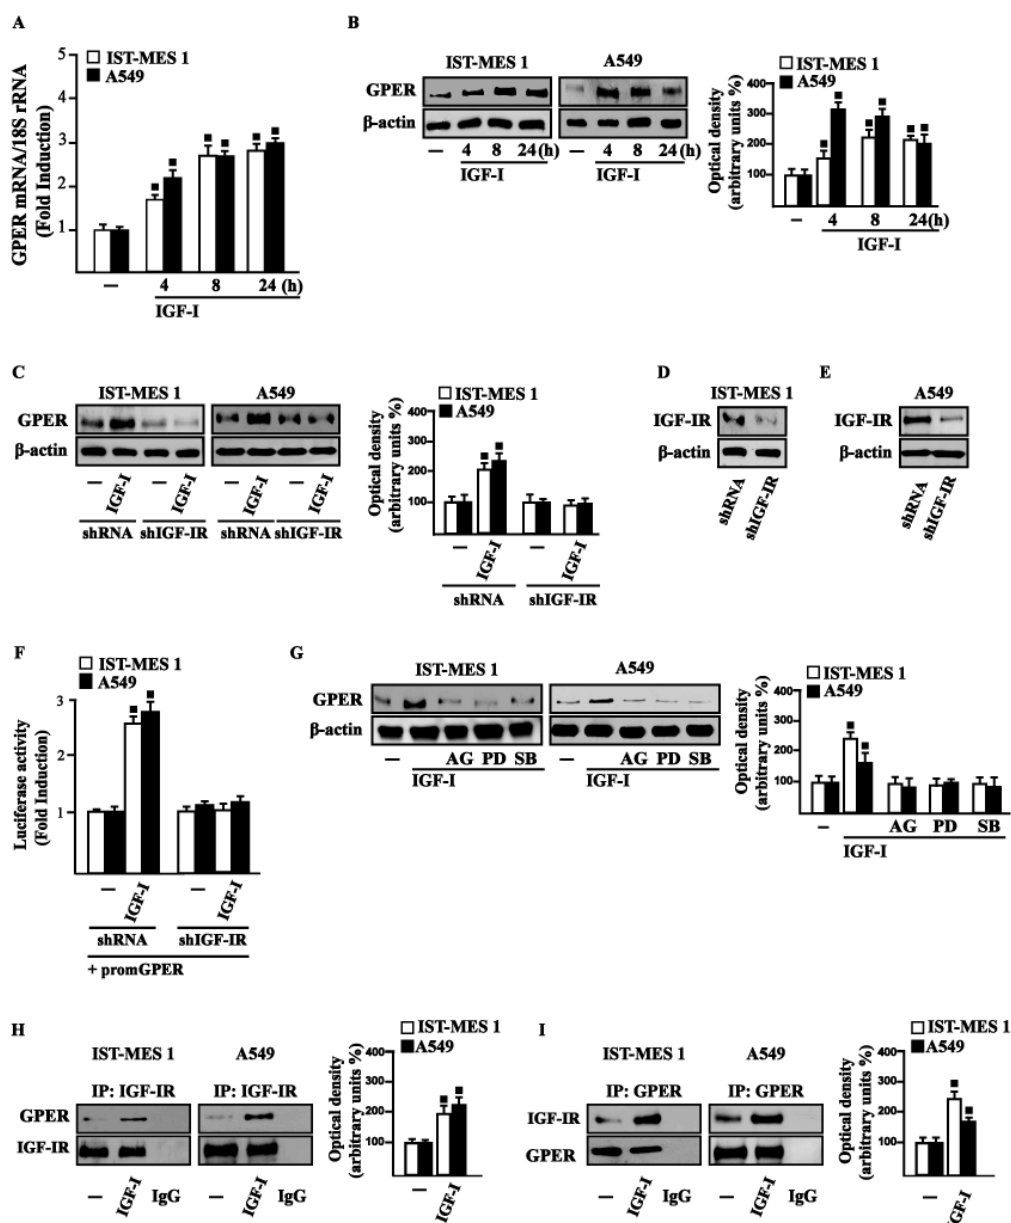 A
IST-MES 1
A549
GPER mRNA/18S rRNA
(Fold Induction)
5
4
3
2
1
–
4 8 24 (h)
IGF-I
B
IST-MES 1 A549
GPER
β-actin
– 4 8 24 (h) – 4 8 24 (h)
IGF-I IGF-I
IST-MES 1
A549
Optical density
(arbitrary units %)
400
300
200
100
–
4 8 24(h)
IGF-I
C
IST-MES 1 A549
GPER
β-actin
– IGF-I – IGF-I – IGF-I – IGF-I
shRNA shIGF-IR shRNA shIGF-IR
IST-MES 1
A549
Optical density
(arbitrary units %)
400
300
200
100
– IGF-I – IGF-I
shRNA shIGF-IR
D
IST-MES 1
IGF-IR
β-actin
shRNA shIGF-IR
E
A549
IGF-IR
β-actin
shRNA shIGF-IR
F
IST-MES 1
A549
Luciferase activity
(Fold Induction)
3
2
1
– IGF-I – IGF-I
shRNA shIGF-IR
+ promGPER
G
IST-MES 1 A549
GPER
β-actin
– AG PD SB – AG PD SB
IGF-I IGF-I
IST-MES 1
A549
Optical density
(arbitrary units %)
400
300
200
100
– AG PD SB
IGF-I
H
IST-MES 1 A549
IP: IGF-IR IP: IGF-IR
GPER
IGF-IR
– IGF-I IgG – IGF-I IgG
IST-MES 1
A549
Optical density
(arbitrary units %)
400
300
200
100
– IGF-I
I
IST-MES 1 A549
IP: GPER IP: GPER
IGF-IR
GPER
– IGF-I IgG – IGF-I IgG
IST-MES 1
A549
Optical density
(arbitrary units %)
400
300
200
100
– IGF-I